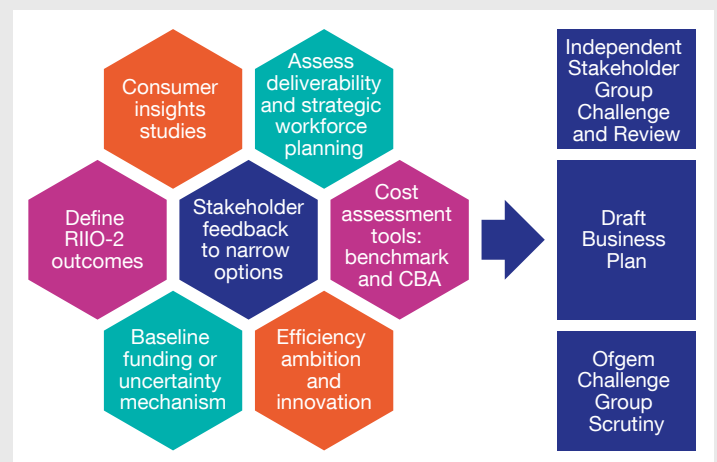 Consumer
insights
studies
Assess
deliverability
and strategic
workforce
planning
Define
RIIO-2
outcomes
Stakeholder
feedback
to narrow
options
Cost
assessment
tools:
benchmark
and CBA
Baseline
funding or
uncertainty
mechanism
Efficiency
ambition
and
innovation
Independent
Stakeholder
Group
Challenge
and Review
Draft
Business
Plan
Ofgem
Challenge
Group
Scrutiny